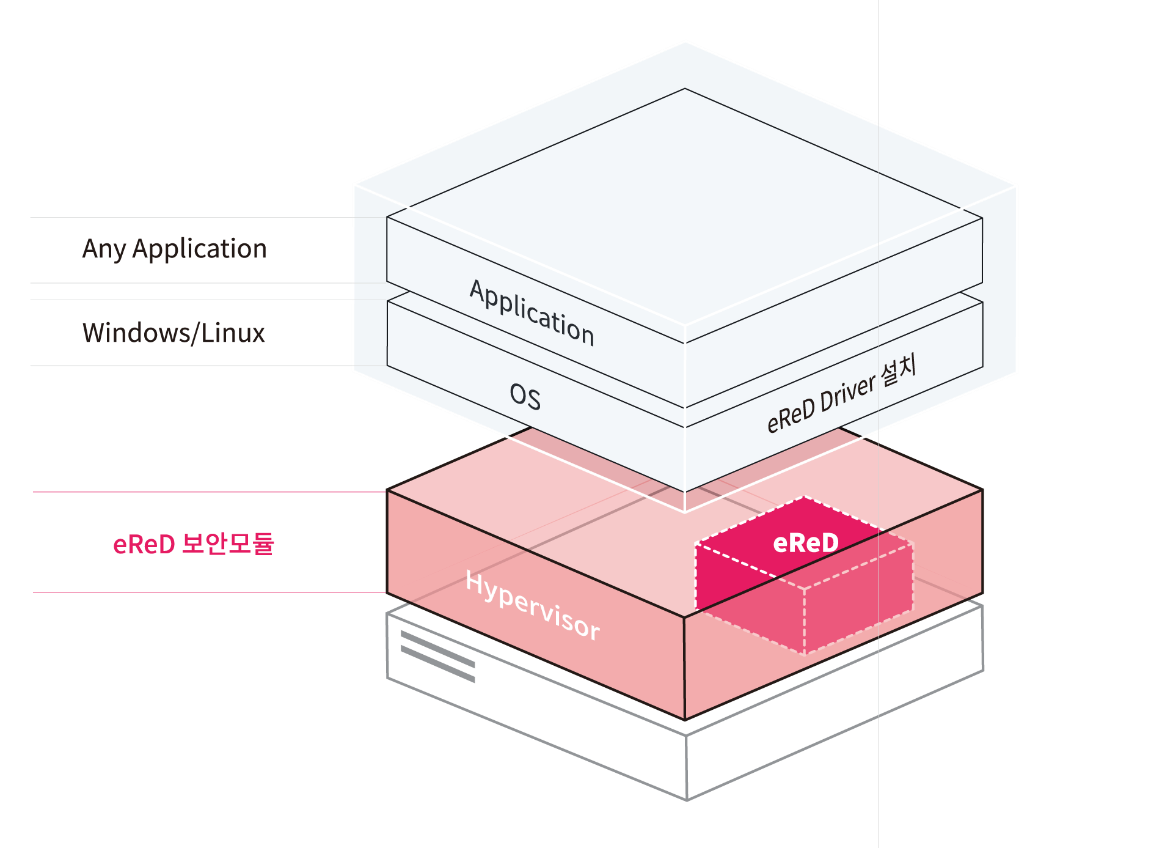 Any Application
Application
Windows/Linux
OS
eReD Driver 설치
eReD 보안모듈
eReD
Hypervisor